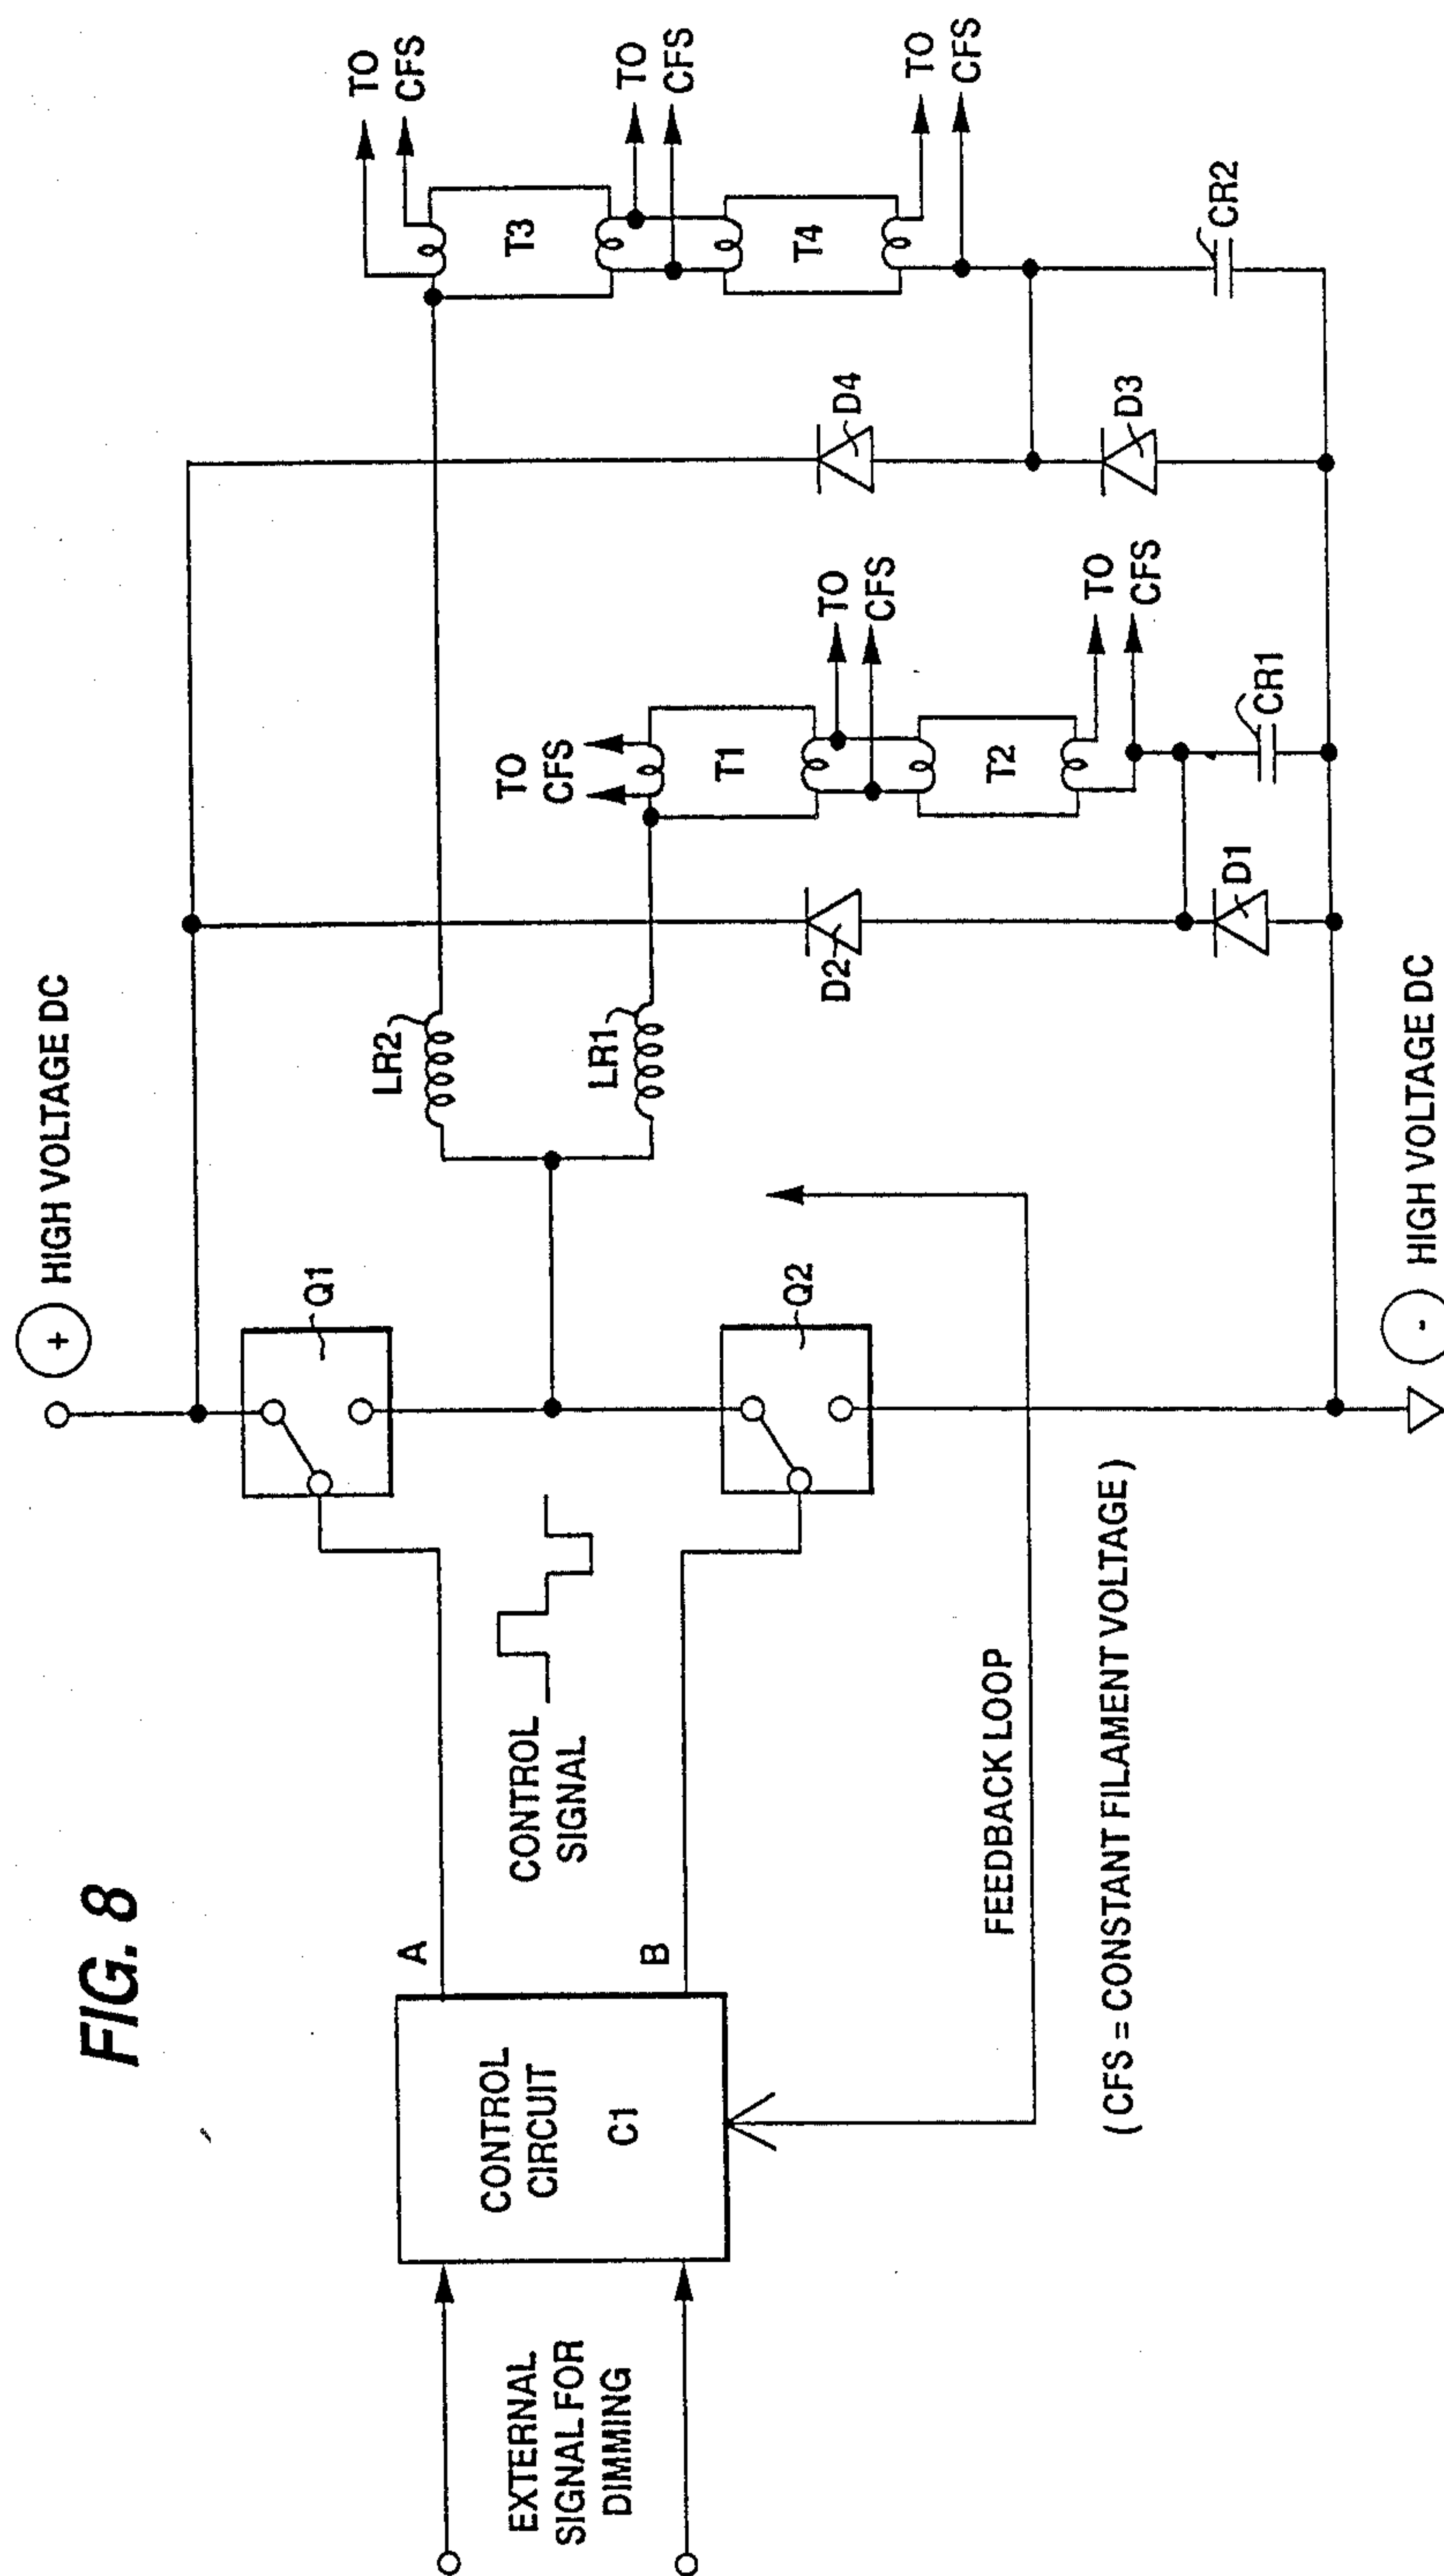 FIG. 8
+ HIGH VOLTAGE DC
EXTERNAL
SIGNAL FOR
DIMMING
CONTROL
CIRCUIT
C1
A
B
CONTROL
SIGNAL
Q1
Q2
FEEDBACK LOOP
(CFS = CONSTANT FILAMENT VOLTAGE)
LR2
LR1
D2
D1
TO
CFS
T1
TO
CFS
T2
TO
CFS
CR1
D4
D3
TO
CFS
T3
TO
CFS
T4
TO
CFS
CR2
- HIGH VOLTAGE DC